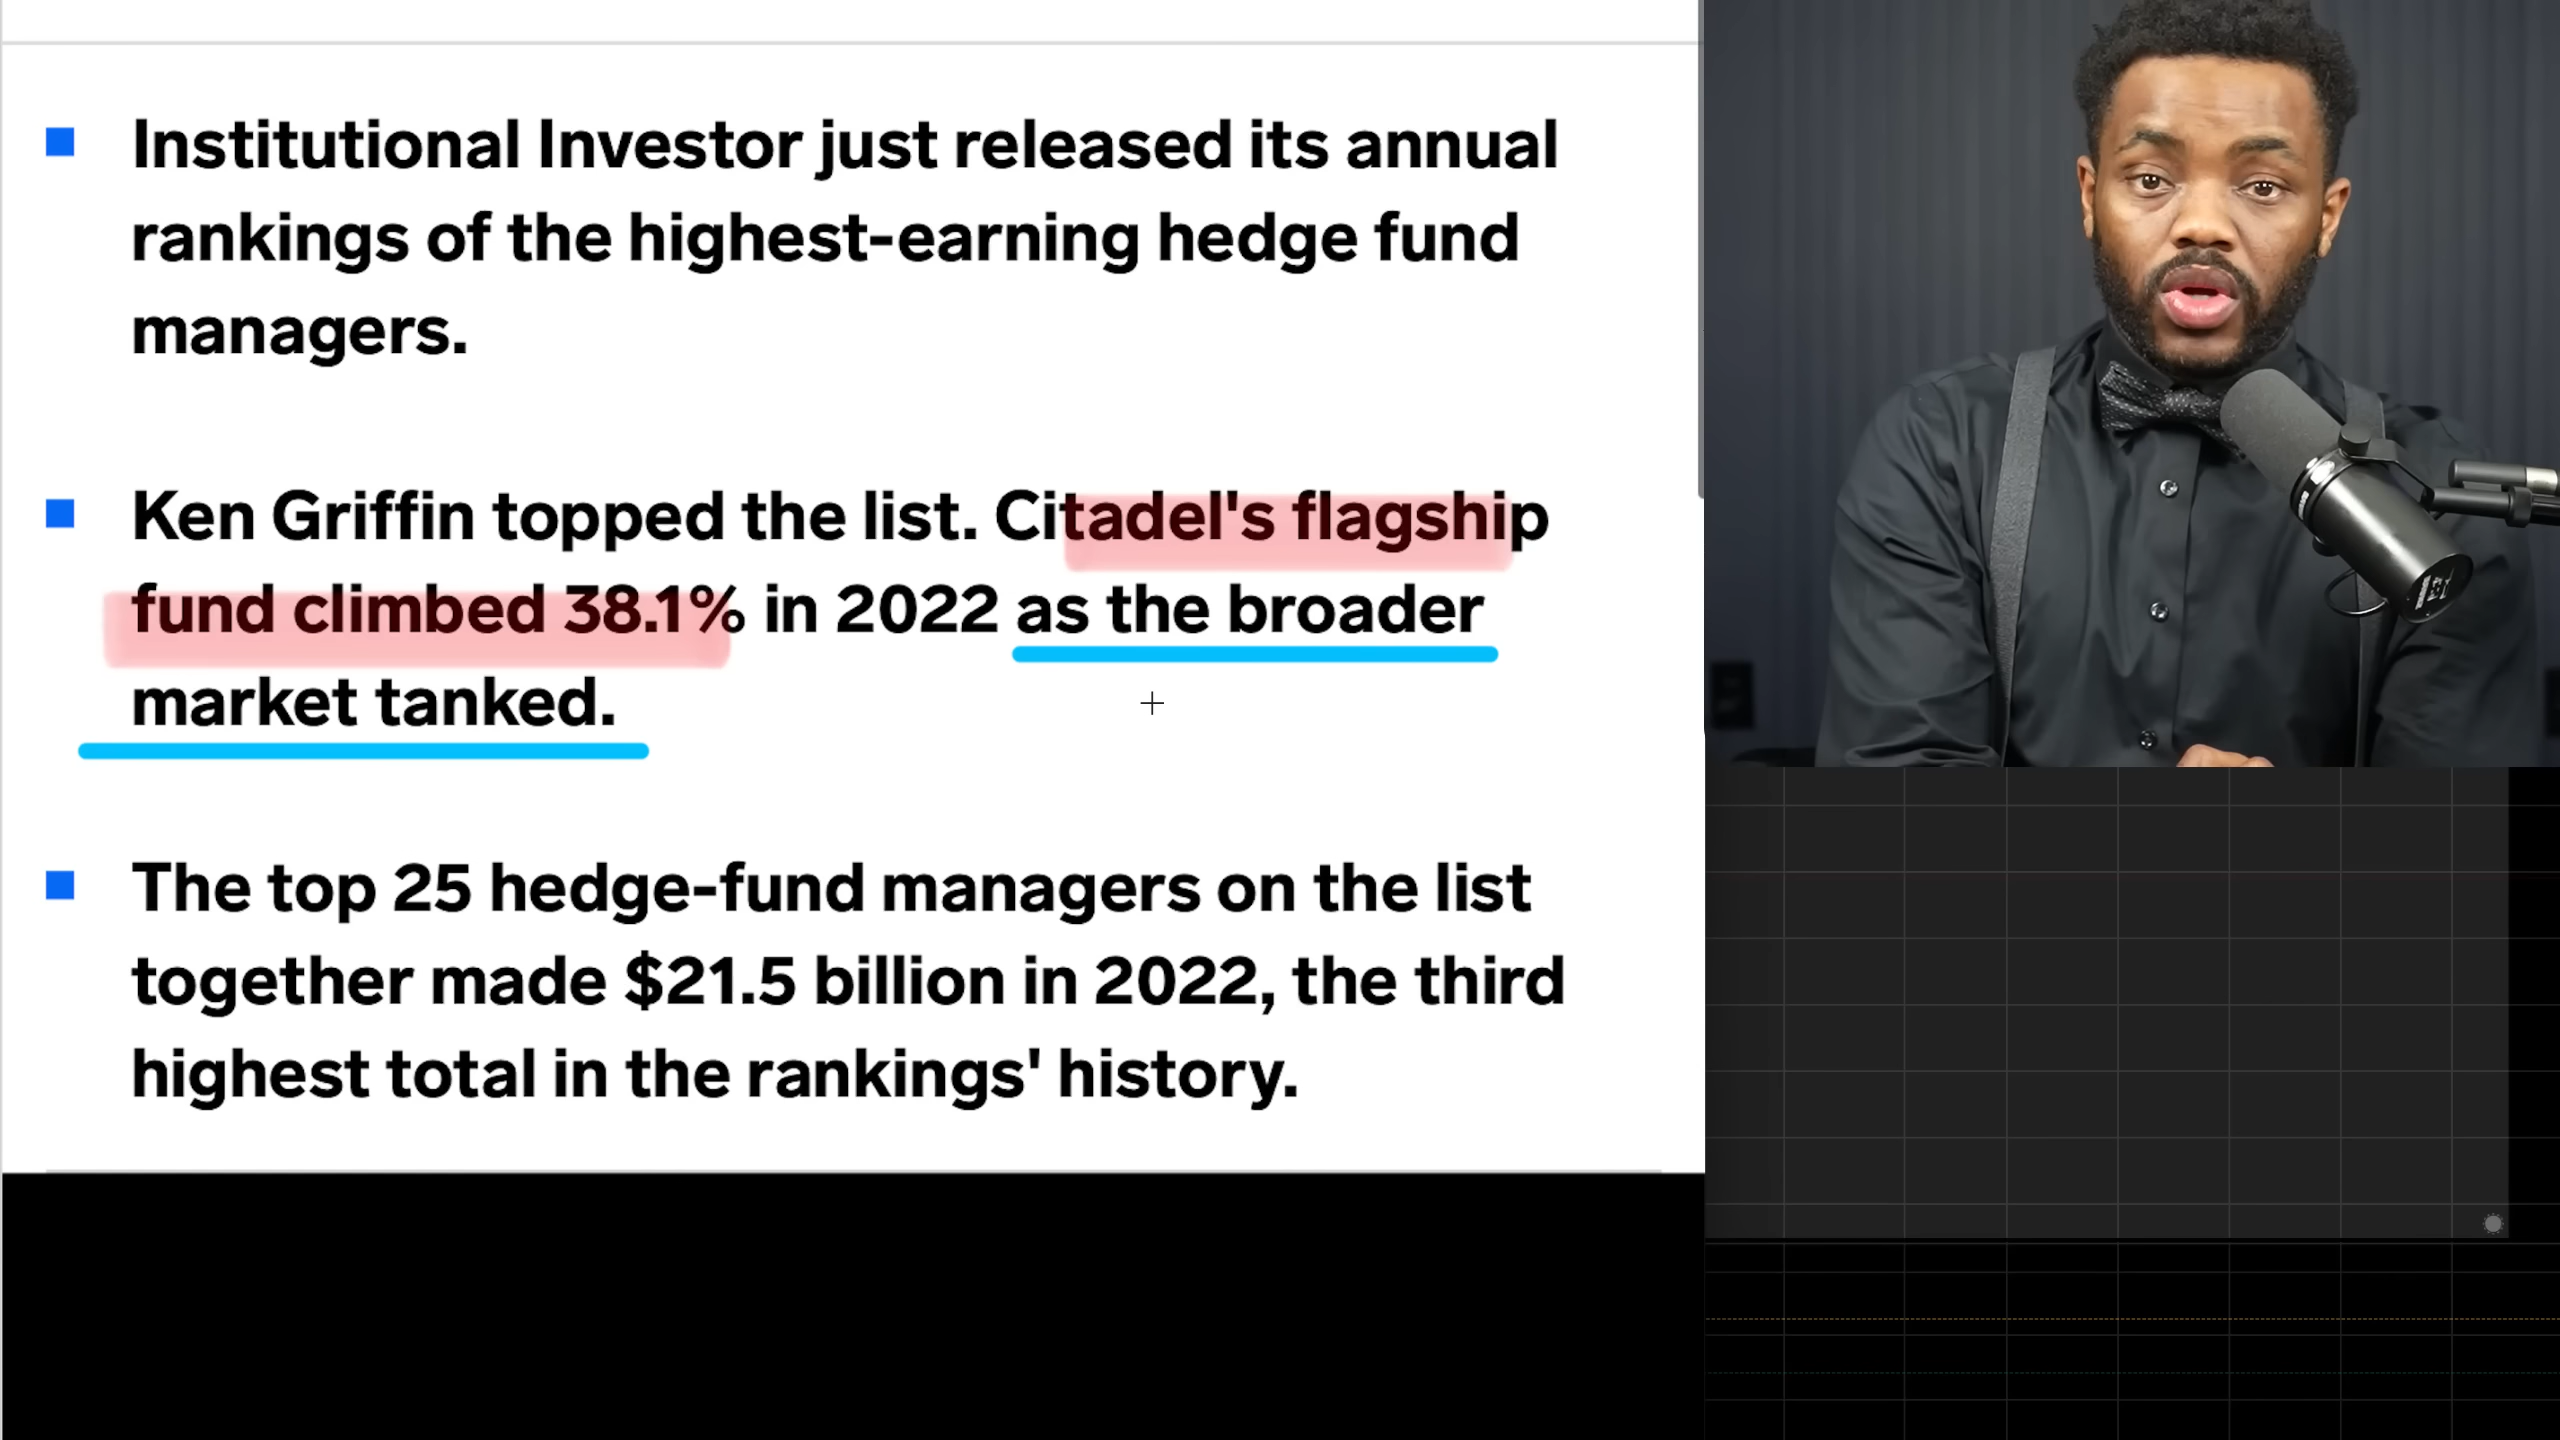 Institutional Investor just released its annual
rankings of the highest-earning hedge fund
managers.
Ken Griffin topped the list. Citadel's flagship
fund climbed 38.1% in 2022 as the broader
market tanked.
The top 25 hedge-fund managers on the list
together made $21.5 billion in 2022, the third
highest total in the rankings' history.